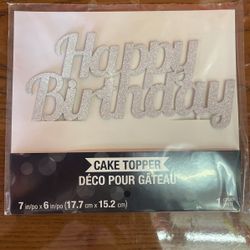 Happy
Birthday
CAKE TOPPER
DÉCO POUR GÂTEAU
7 in/po x 6 in/po (17.7 cm x 15.2 cm)